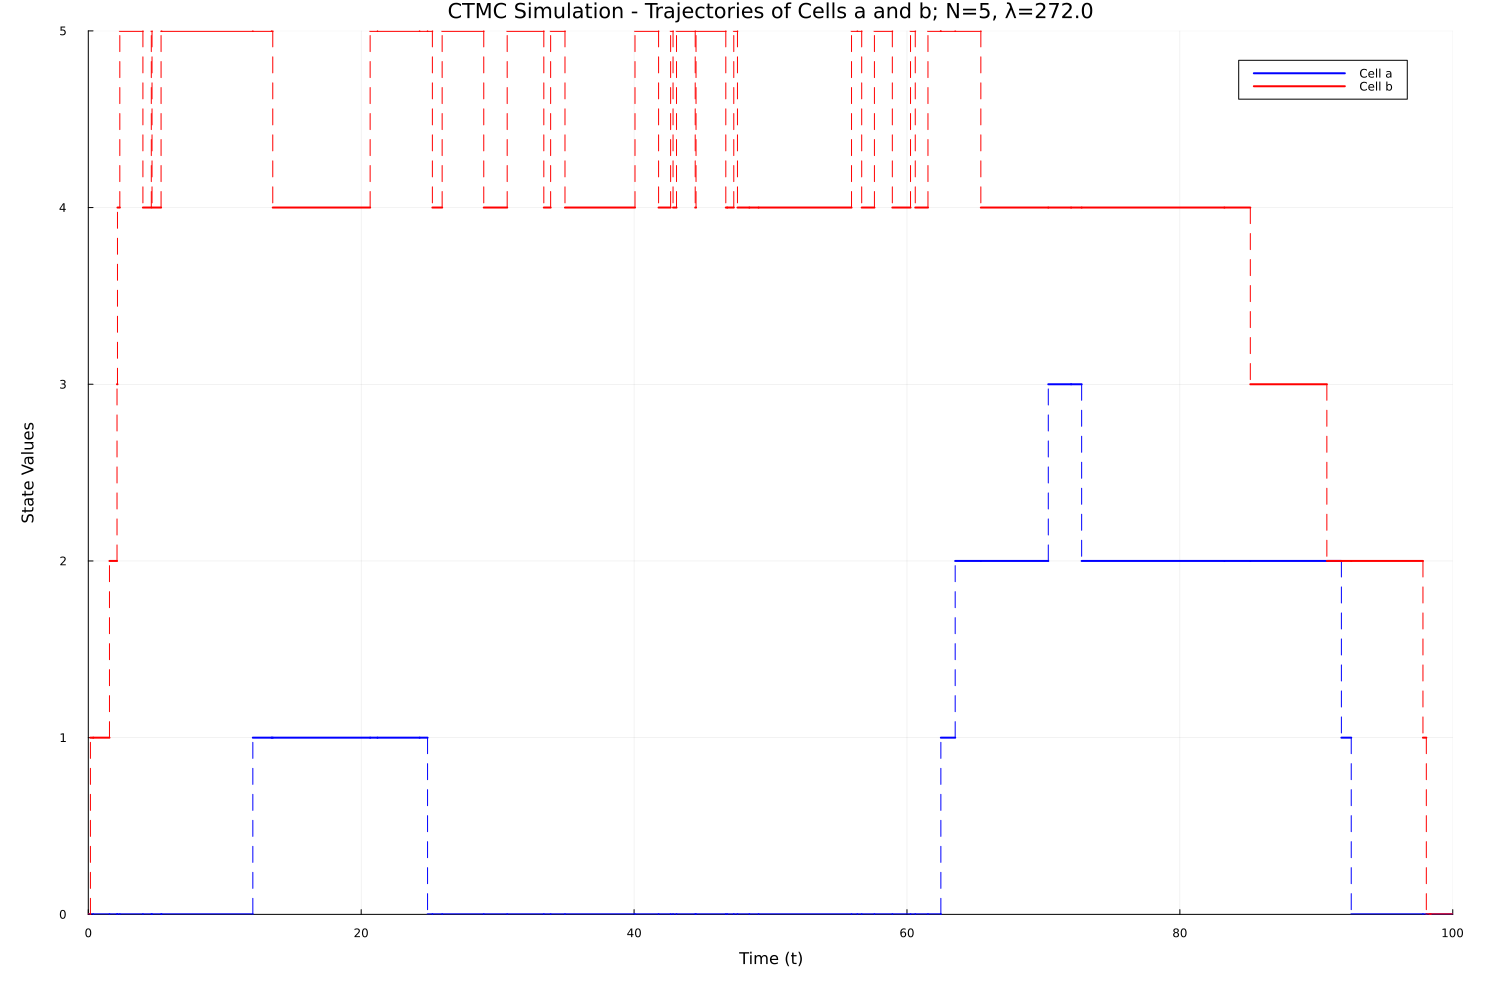 CTMC Simulation - Trajectories of Cells a and b; N=5, λ=272.0
5
Cell a
Cell b
4
3
State Values
2
1
0
0 20 40 60 80 100
Time (t)